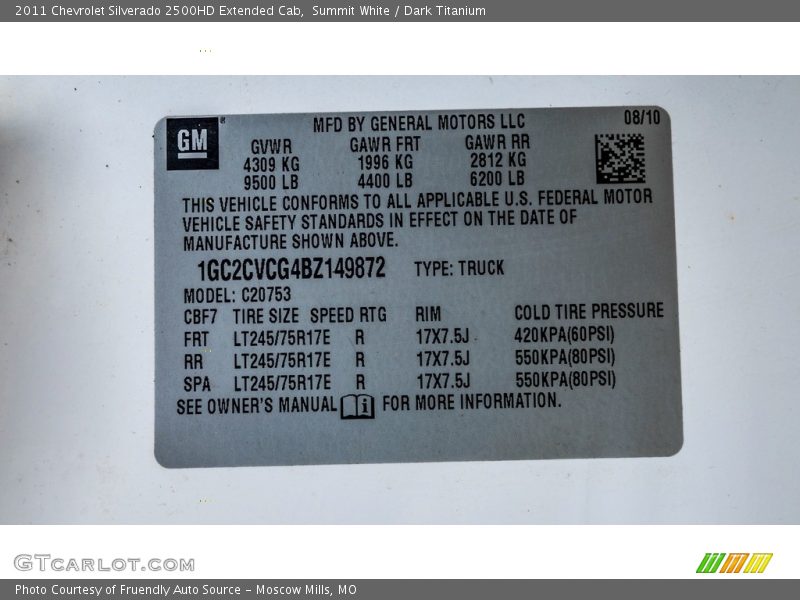 2011 Chevrolet Silverado 2500HD Extended Cab,  Summit White / Dark Titanium
GM
MFD BY GENERAL MOTORS LLC 08/10
GVWR GAWR FRT GAWR RR
4309 KG 1996 KG 2812 KG
9500 LB 4400 LB 6200 LB
THIS VEHICLE CONFORMS TO ALL APPLICABLE U.S. FEDERAL MOTOR
VEHICLE SAFETY STANDARDS IN EFFECT ON THE DATE OF
MANUFACTURE SHOWN ABOVE.
1GC2CVCG4BZ149872 TYPE: TRUCK
MODEL: C20753
CBF7 TIRE SIZE SPEED RTG RIM COLD TIRE PRESSURE
FRT LT245/75R17E R 17X7.5J 420KPA(60PSI)
RR LT245/75R17E R 17X7.5J 550KPA(80PSI)
SPA LT245/75R17E R 17X7.5J 550KPA(80PSI)
SEE OWNER'S MANUAL FOR MORE INFORMATION.
GTCARLOT.COM
Photo Courtesy of Fruendly Auto Source - Moscow Mills, MO